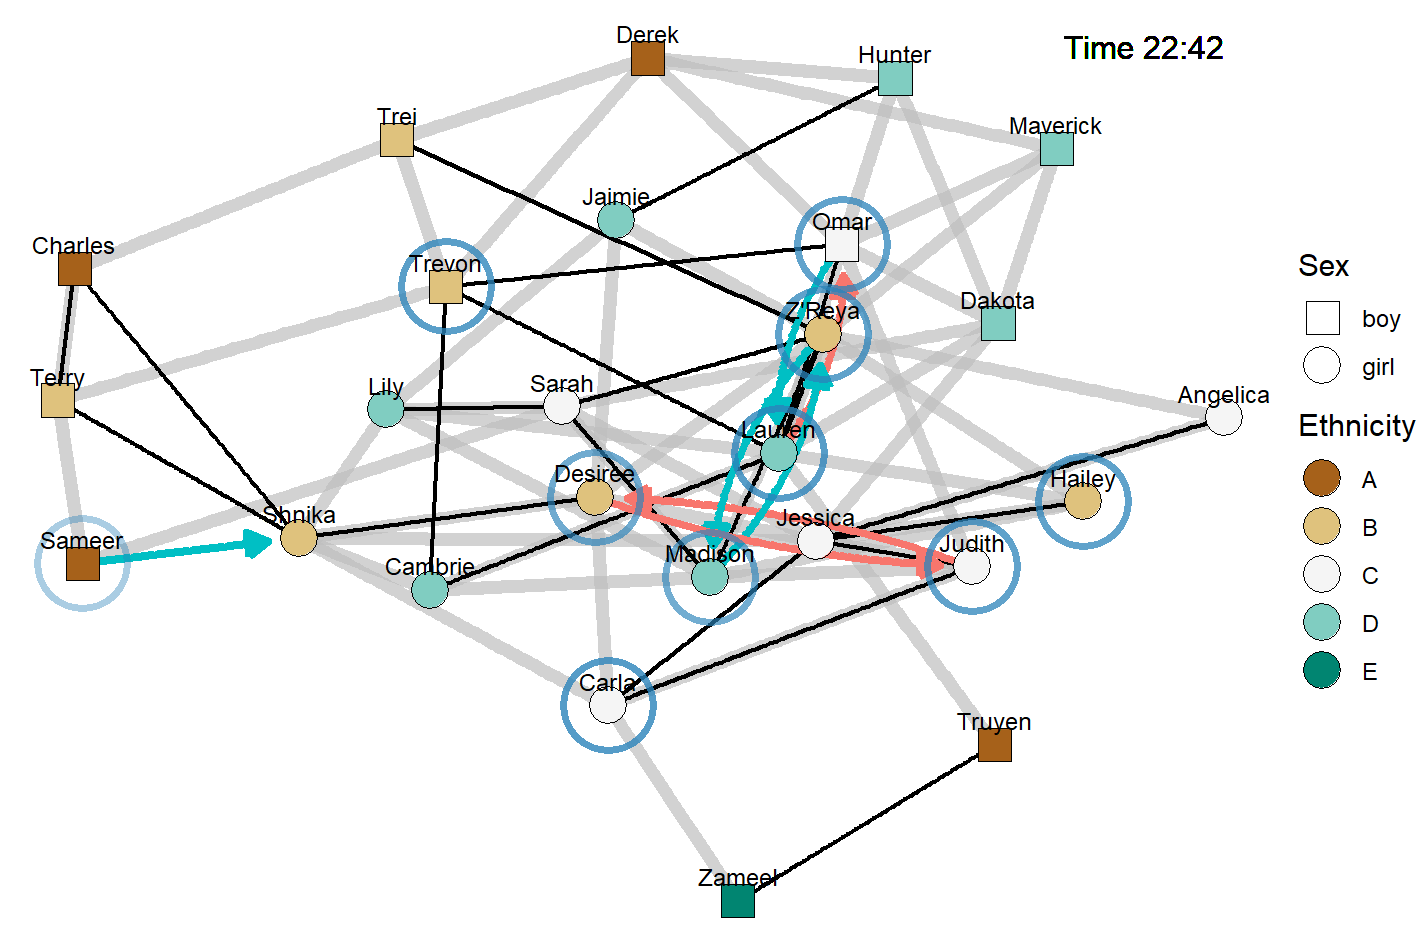 Derek
Hunter
Time 22:42
Trei
Maverick
Jaimie
Omar
Charles
Trevon
Sex
Z'Reya
Dakota
boy
girl
Terry
Lily
Sarah
Angelica
Lauren
Ethnicity
Desiree
Hailey
A
Shnika
Jessica
B
Sameer
Madison
Judith
Cambrie
C
D
Carla
E
Truyen
Zameel